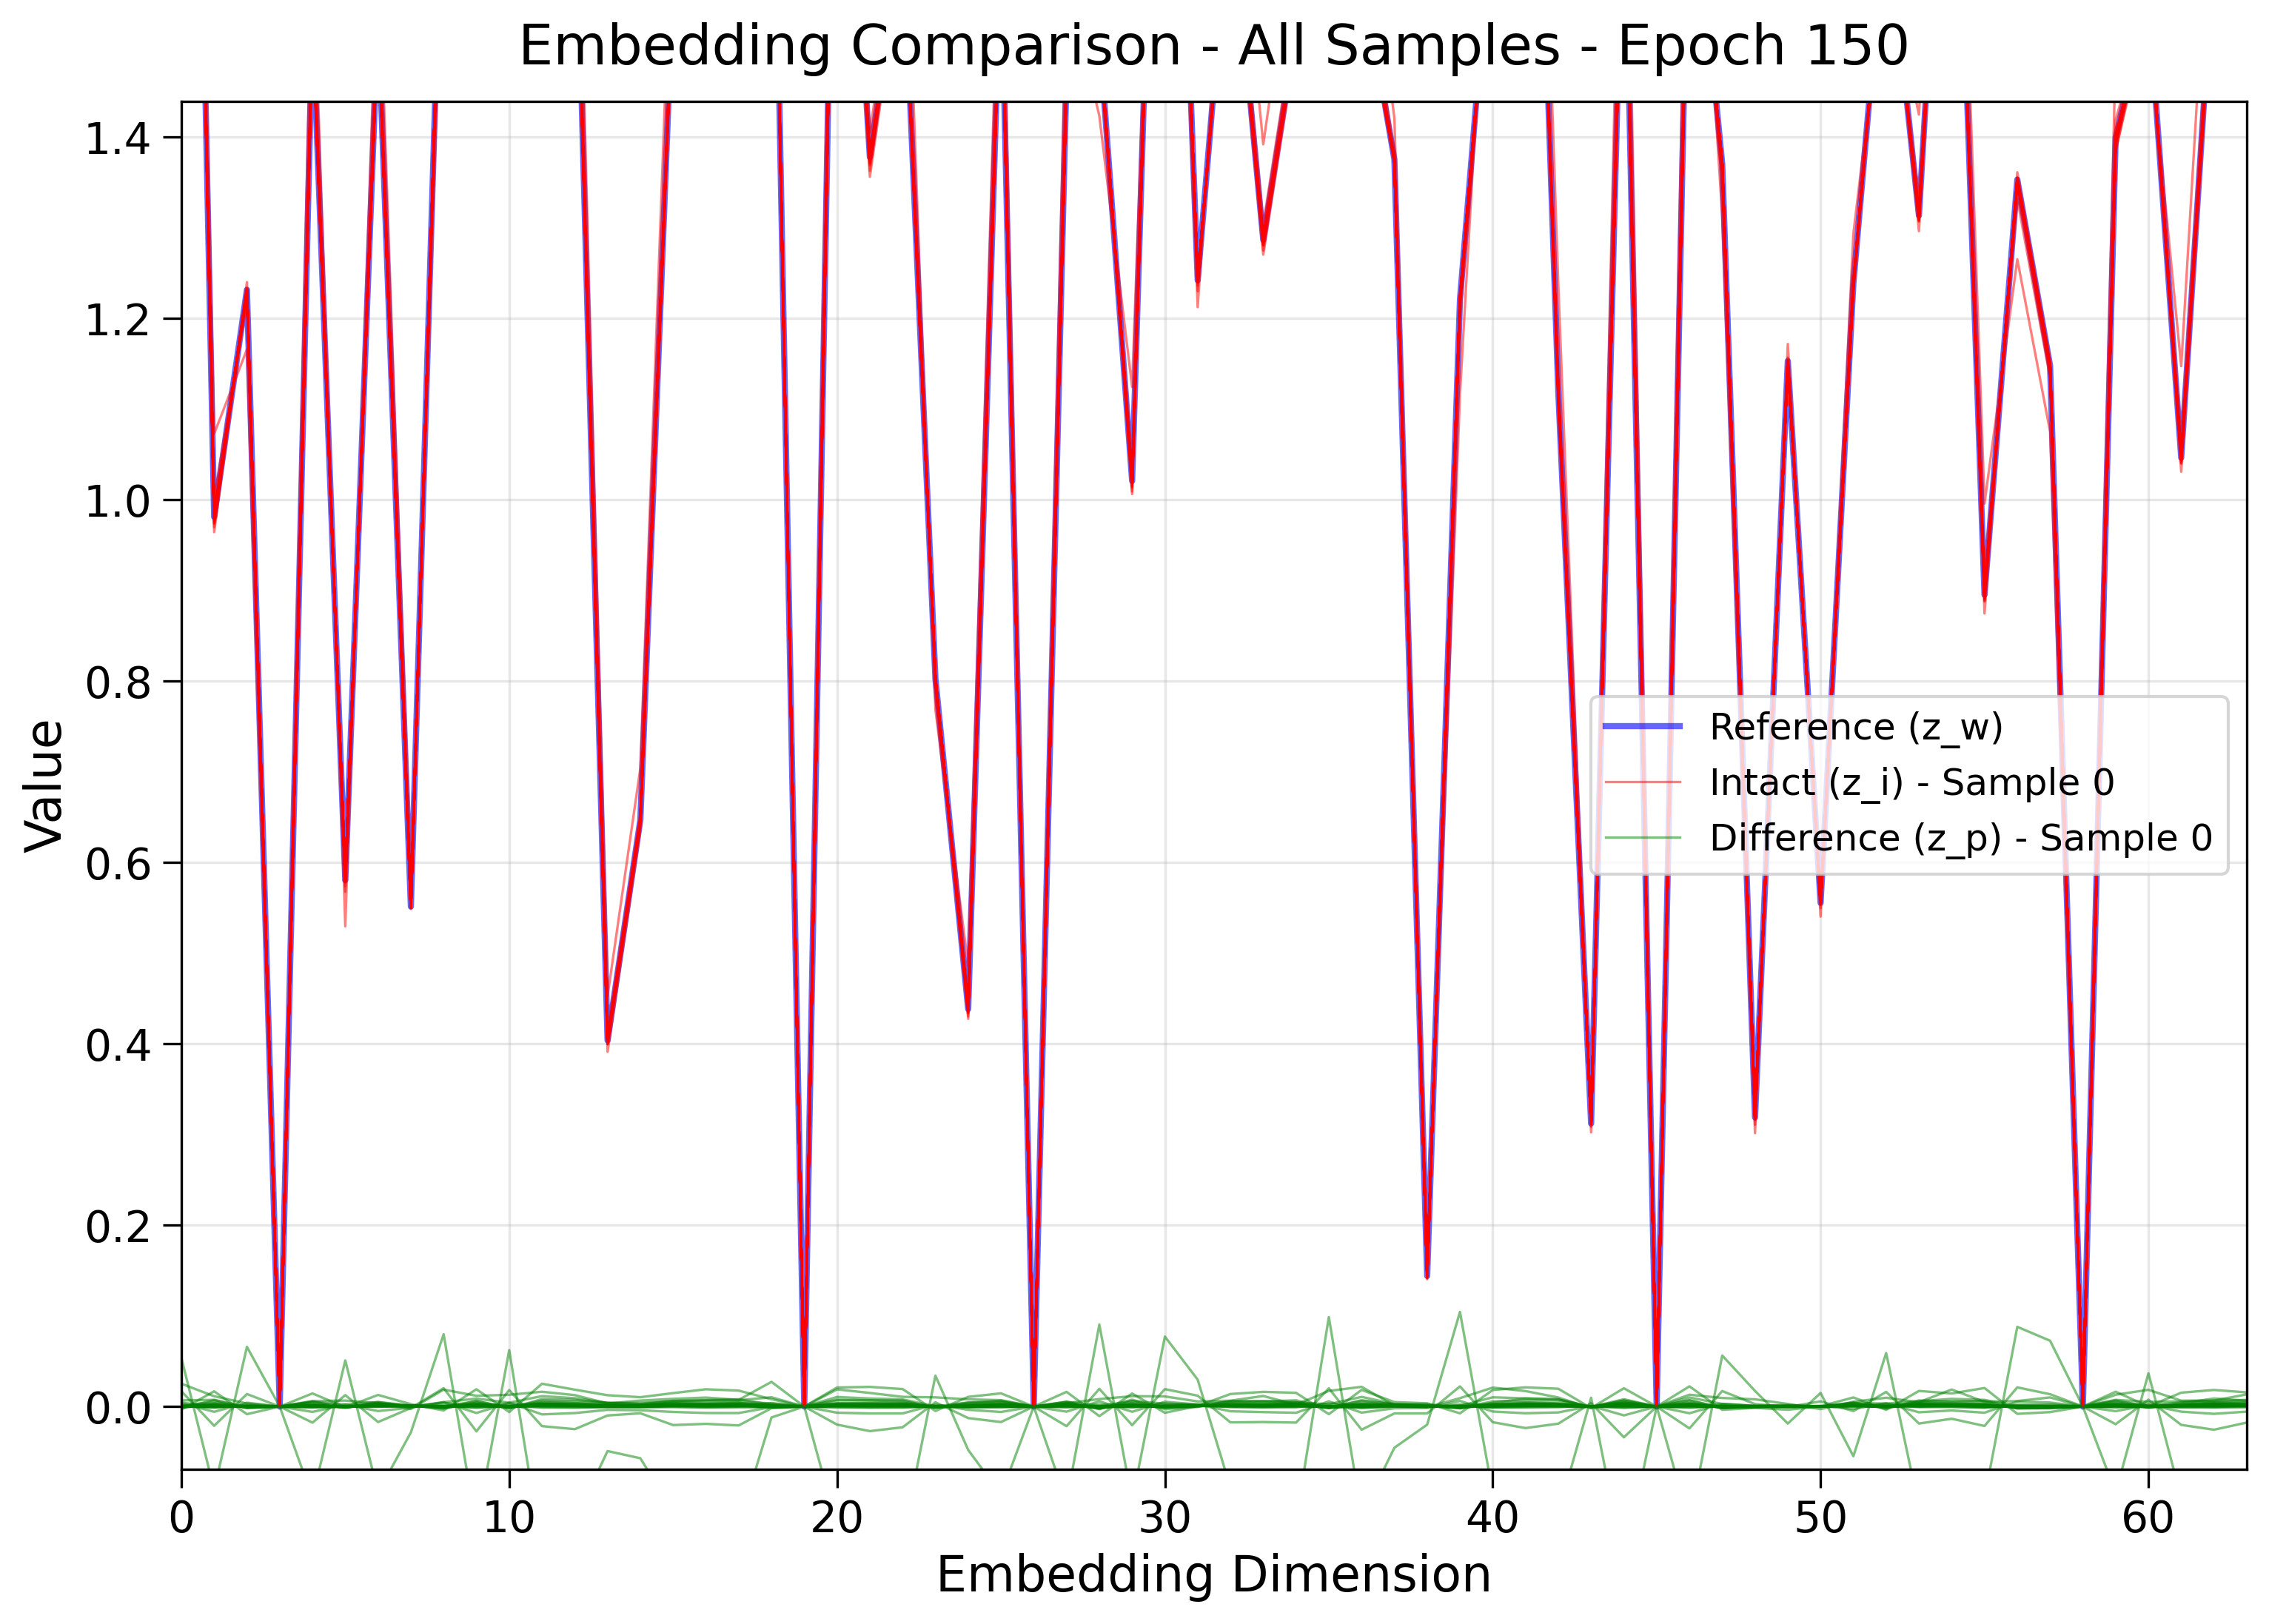 Embedding Comparison - All Samples - Epoch 150
Value
1.4
1.2
1.0
0.8
0.6
0.4
0.2
0.0
Reference (z_w)
Intact (z_i) - Sample 0
Difference (z_p) - Sample 0
0 10 20 30 40 50 60
Embedding Dimension